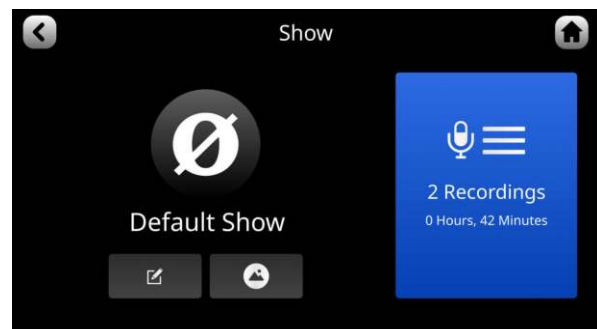 Show
Ø
Default Show
2 Recordings
0 Hours, 42 Minutes